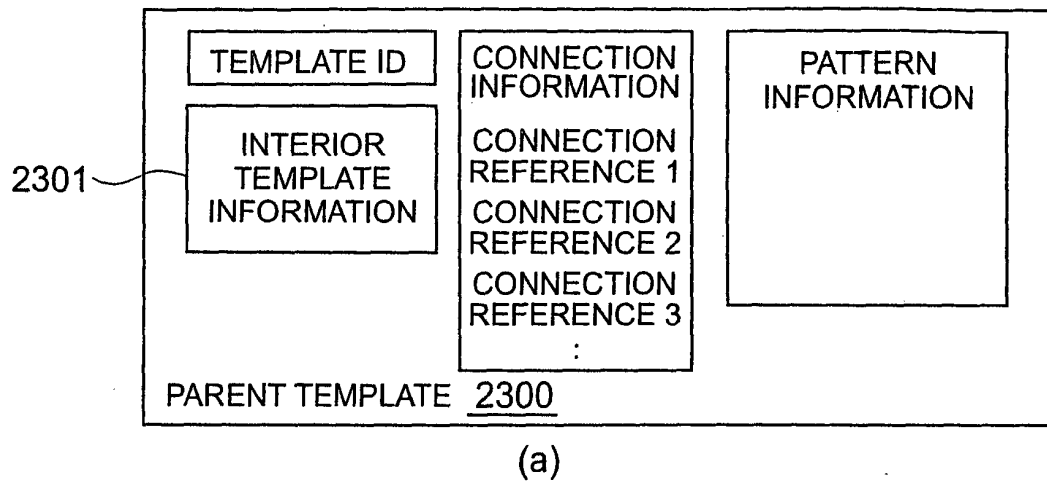 TEMPLATE ID
2301
INTERIOR
TEMPLATE
INFORMATION
CONNECTION
INFORMATION
CONNECTION
REFERENCE 1
CONNECTION
REFERENCE 2
CONNECTION
REFERENCE 3
:
PATTERN
INFORMATION
PARENT TEMPLATE 2300
(a)